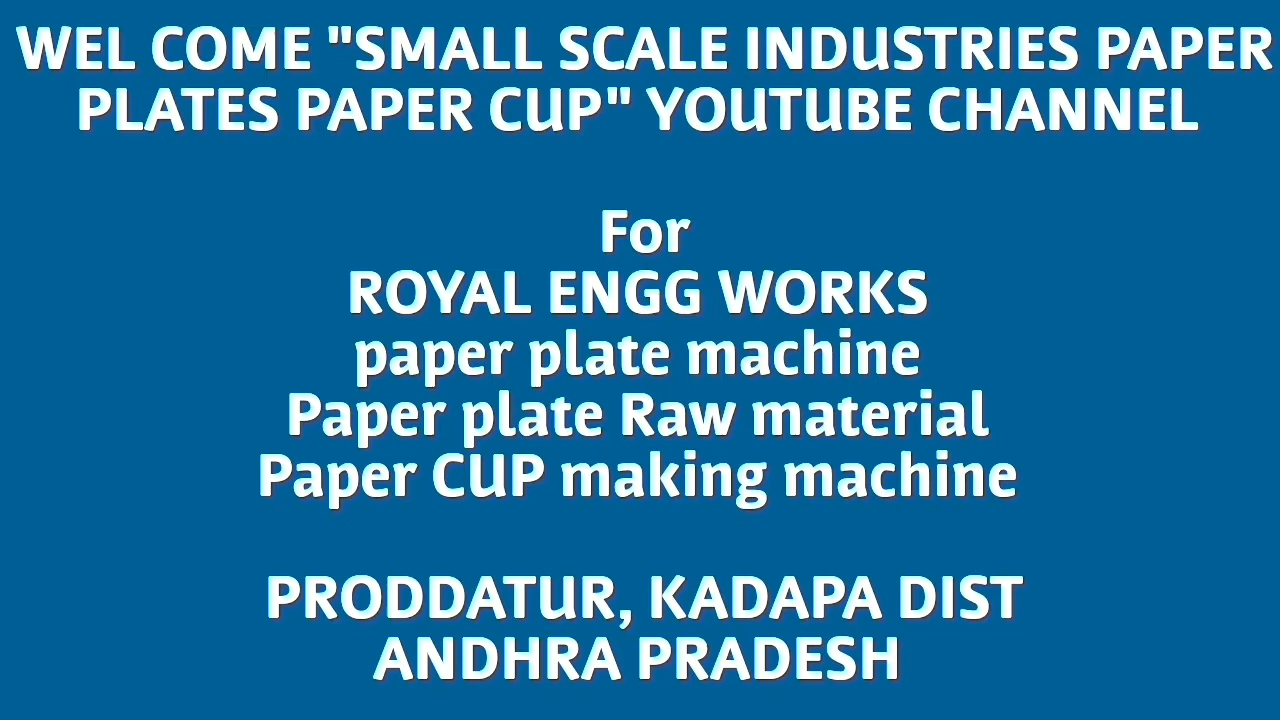 WEL COME "SMALL SCALE INDUSTRIES PAPER
PLATES PAPER CUP" YOUTUBE CHANNEL
For
ROYAL ENGG WORKS
paper plate machine
Paper plate Raw material
Paper CUP making machine
PRODDATUR, KADAPA DIST
ANDHRA PRADESH